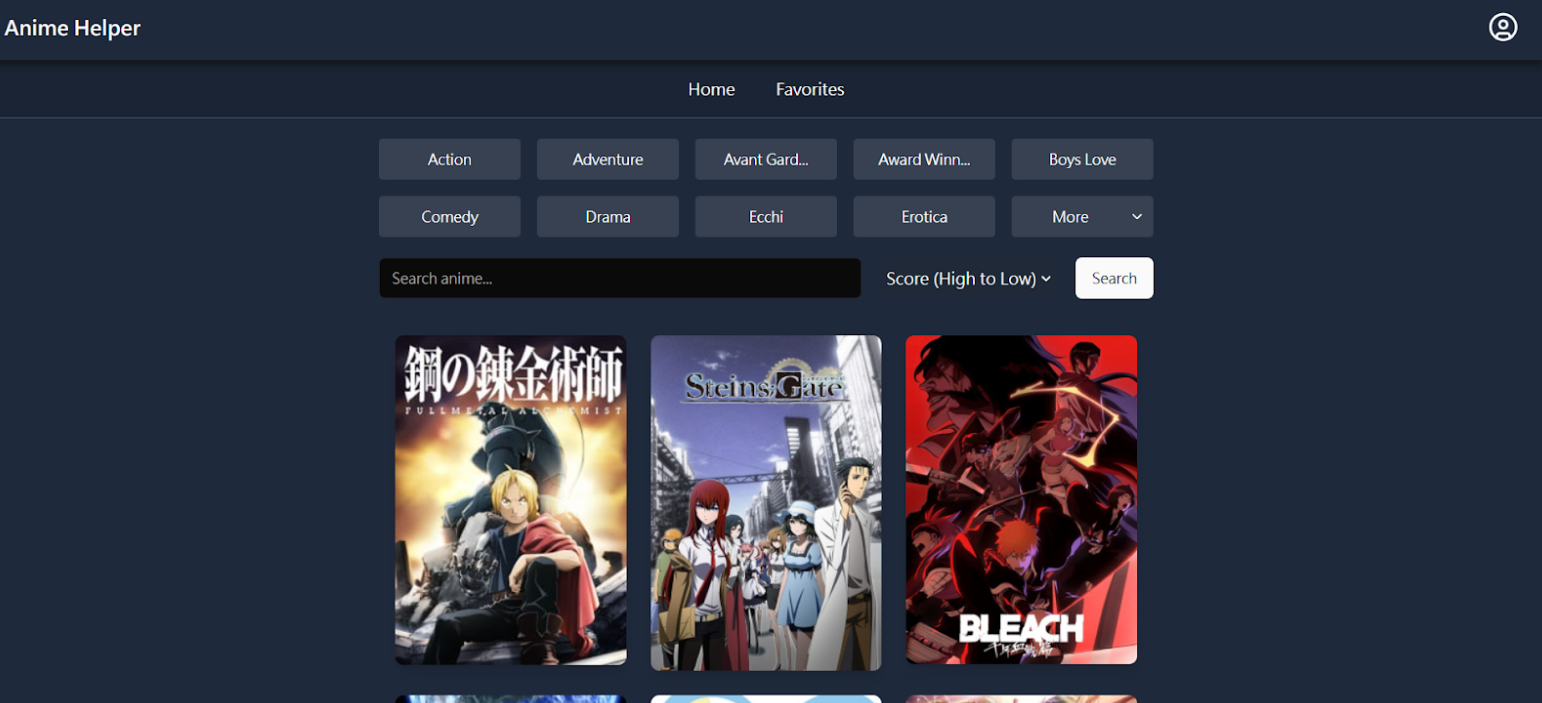 Anime Helper
Home Favorites
Action Adventure Avant Gard... Award Winn... Boys Love
Comedy Drama Ecchi Erotica More
Search anime... Score (High to Low) Search
鋼の錬金術師
FULLMETAL ALCHEMIST
Steins;Gate
BLEACH
千年血戦篇